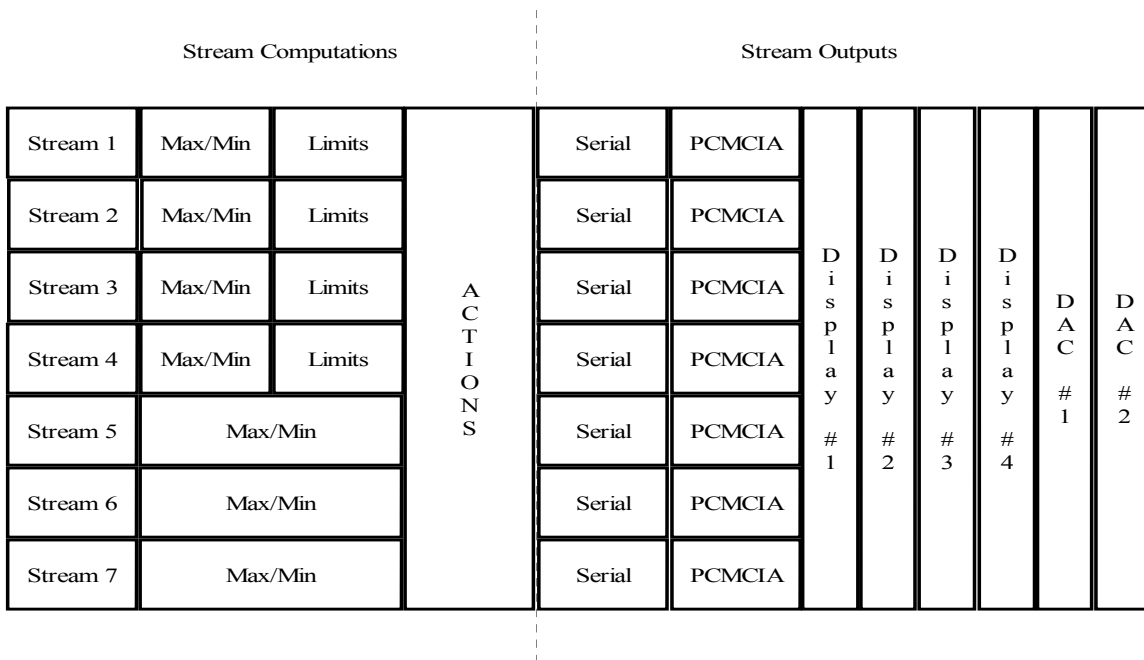 Stream Computations
Stream Outputs
Stream 1
Max/Min
Limits
Serial
PCMCIA
Stream 2
Max/Min
Limits
Serial
PCMCIA
Stream 3
Max/Min
Limits
Serial
PCMCIA
Stream 4
Max/Min
Limits
Serial
PCMCIA
Stream 5
Max/Min
Serial
PCMCIA
Stream 6
Max/Min
Serial
PCMCIA
Stream 7
Max/Min
Serial
PCMCIA
ACTIONS
Display #1
Display #2
Display #3
Display #4
DAC #1
DAC #2